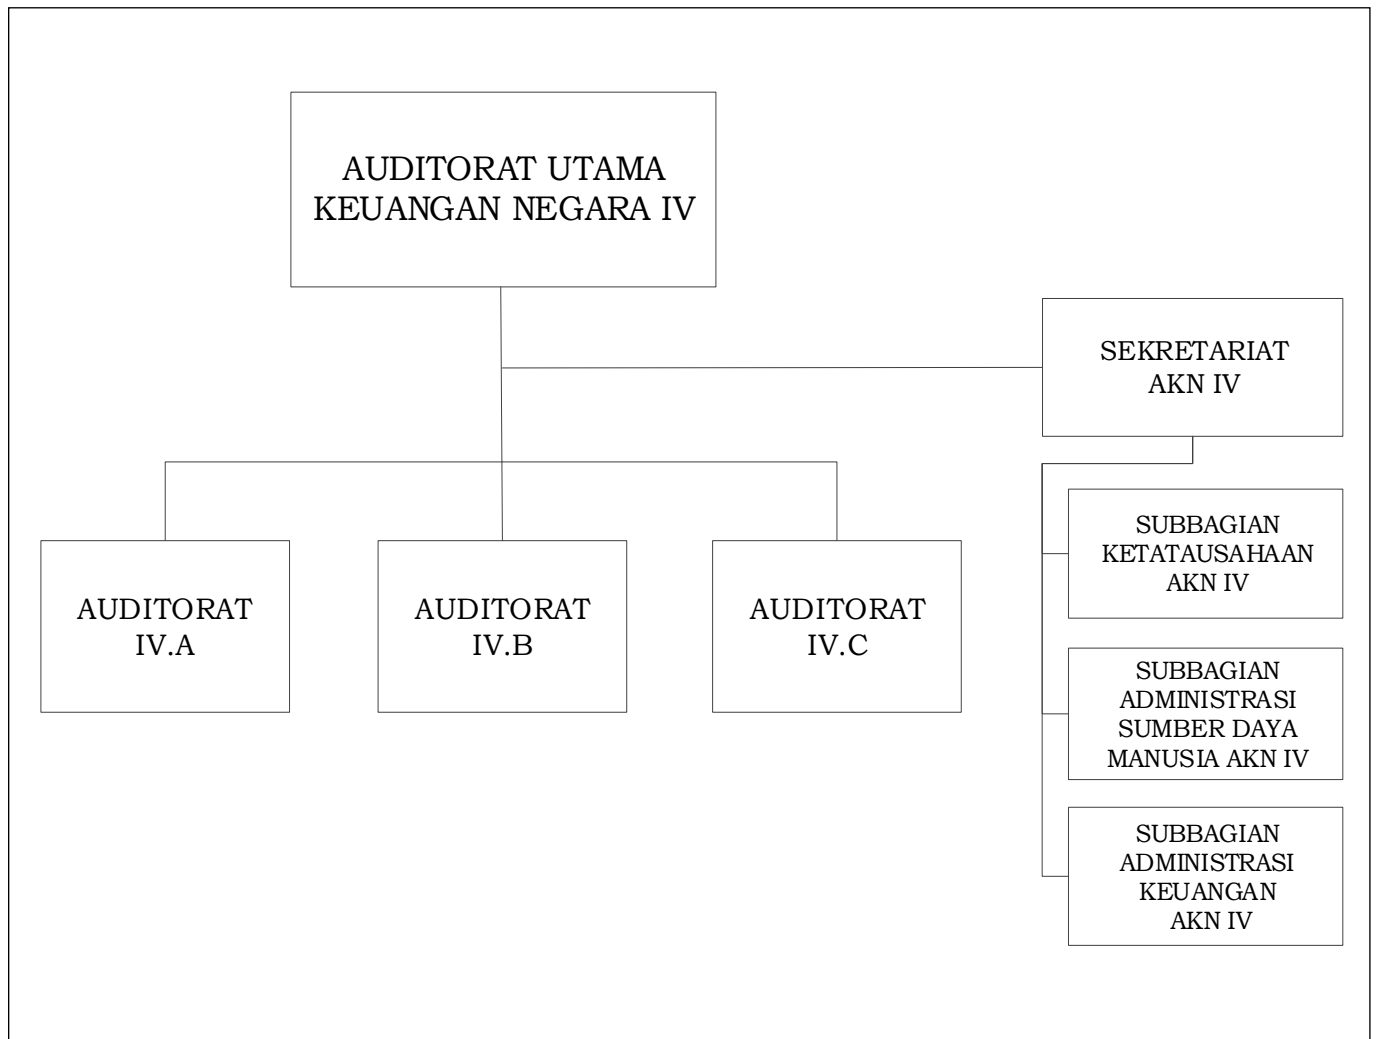 AUDITORAT UTAMA
KEUANGAN NEGARA IV
SEKRETARIAT
AKN IV
AUDITORAT
IV.A
AUDITORAT
IV.B
AUDITORAT
IV.C
SUBBAGIAN
KETATAUSAHAAN
AKN IV
SUBBAGIAN
ADMINISTRASI
SUMBER DAYA
MANUSIA AKN IV
SUBBAGIAN
ADMINISTRASI
KEUANGAN
AKN IV